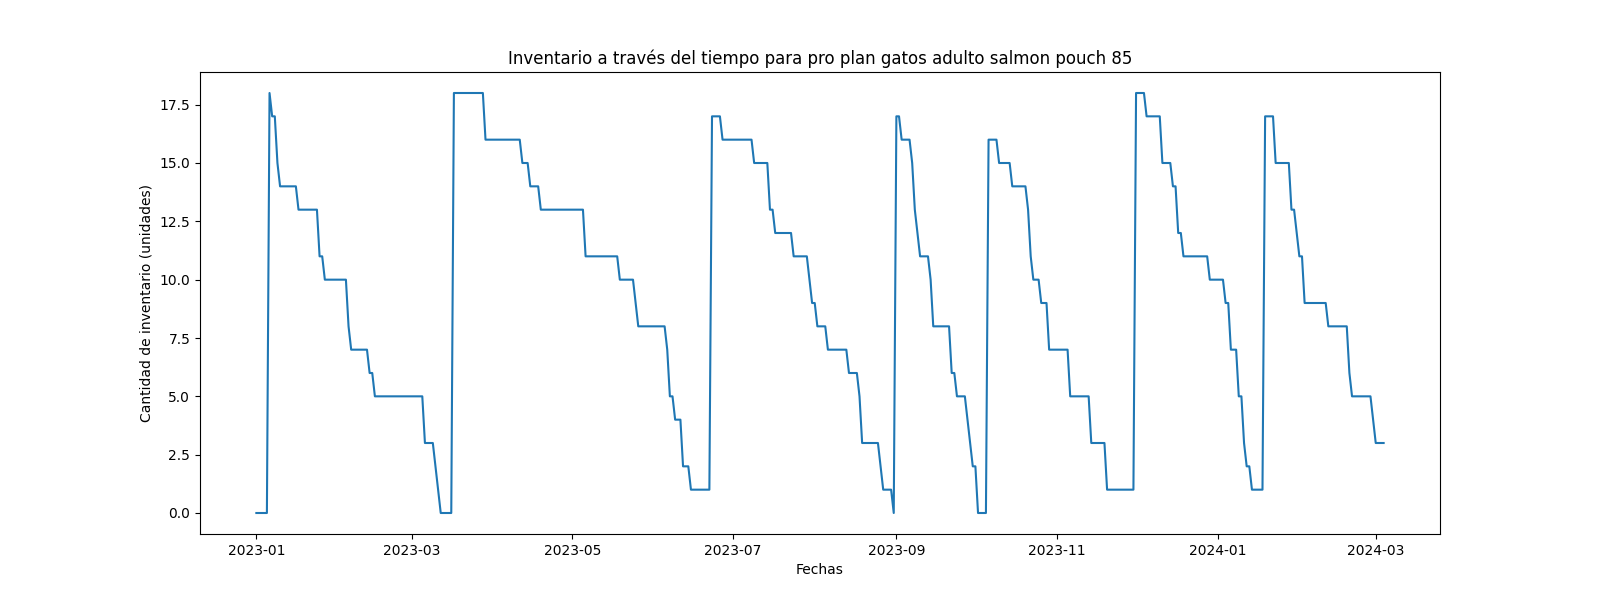 Inventario a través del tiempo para pro plan gatos adulto salmon pouch 85
Cantidad de inventario (unidades)
17.5
15.0
12.5
10.0
7.5
5.0
2.5
0.0
2023-01 2023-03 2023-05 2023-07 2023-09 2023-11 2024-01 2024-03
Fechas